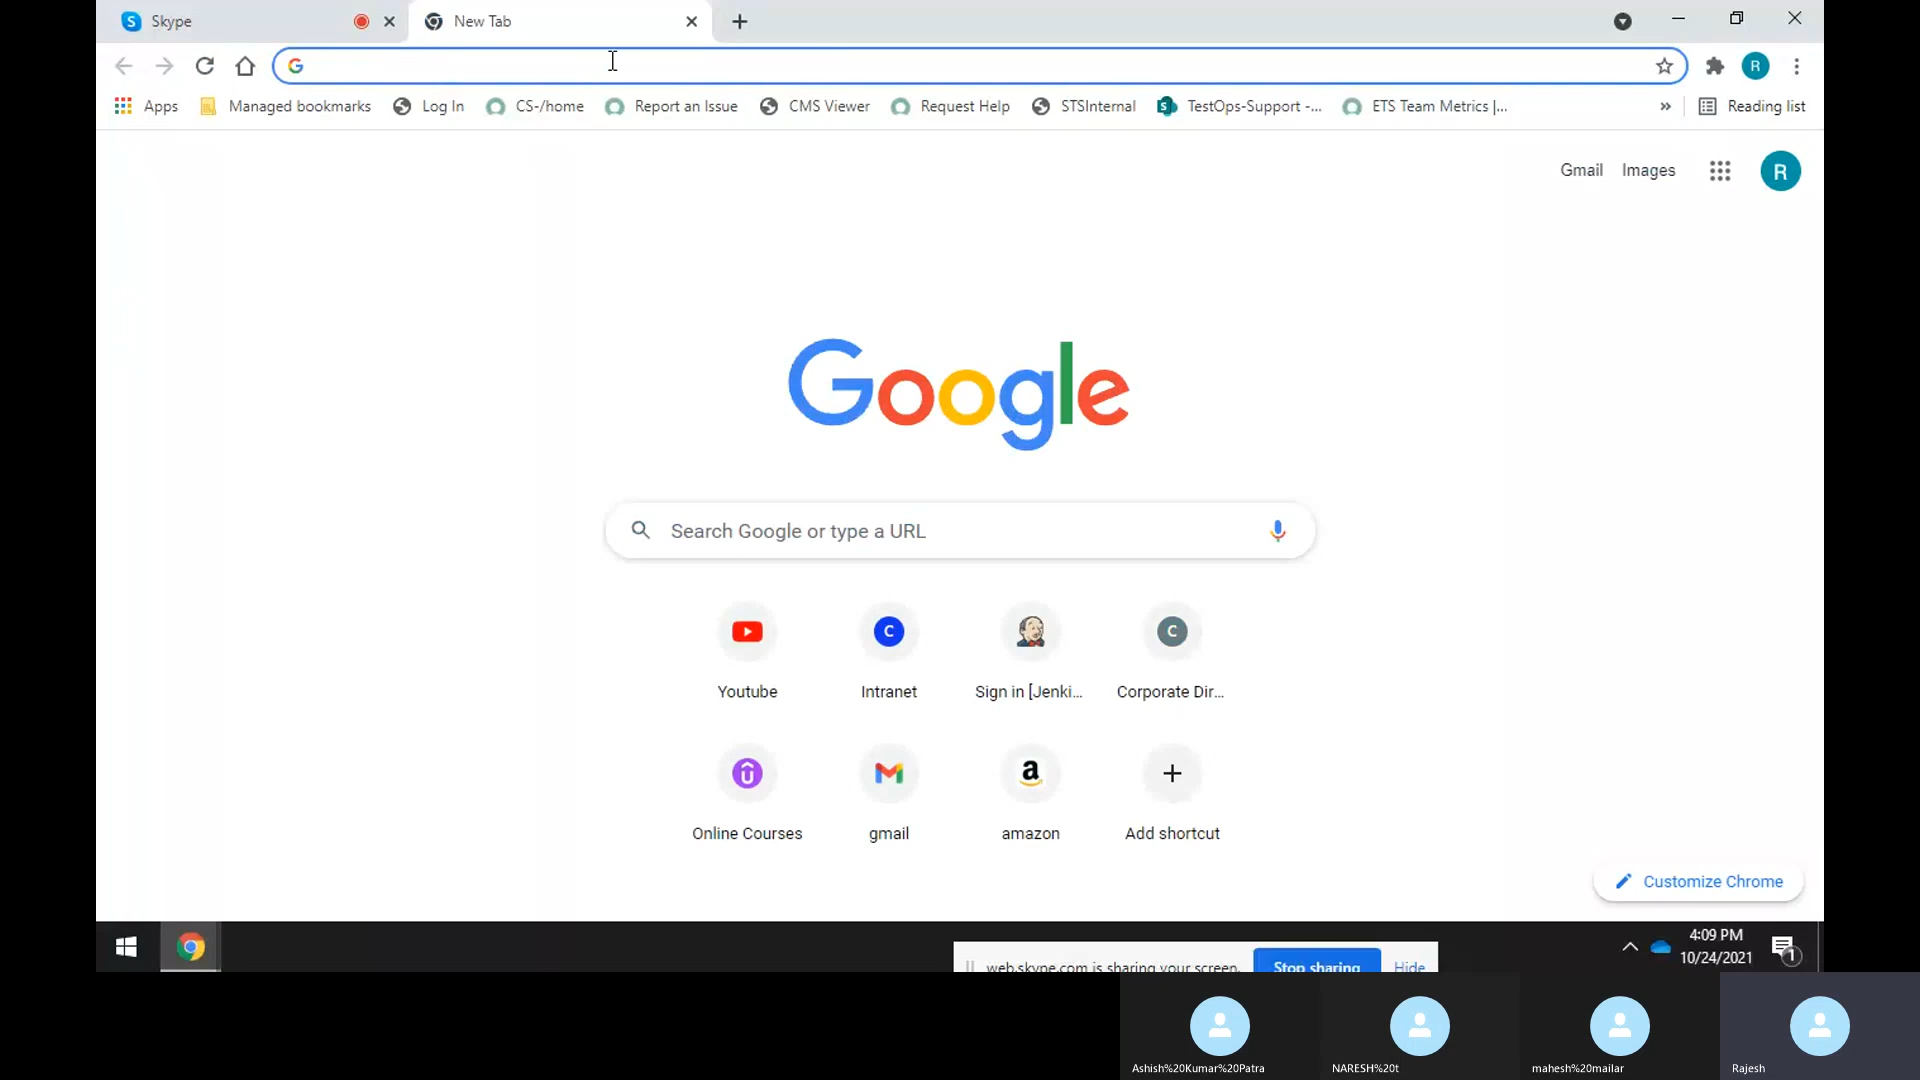 Skype
New Tab
Apps Managed bookmarks Log In CS-/home Report an Issue CMS Viewer Request Help STSInternal TestOps-Support -... ETS Team Metrics |... » Reading list
Gmail Images R
Google
Search Google or type a URL
Youtube Intranet Sign in [Jenki... Corporate Dir...
Online Courses gmail amazon Add shortcut
Customize Chrome
4:09 PM
10/24/2021
1
web.skype.com is sharing your screen. Stop sharing Hide
Ashish%20Kumar%20Patra NARESH%20t mahesh%20mailar Rajesh